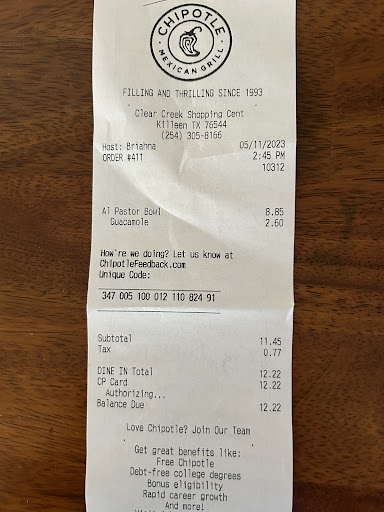 CHIPOTLE
MEXICAN GRILL
FILLING AND THRILLING SINCE 1993
Clear Creek Shopping Cent
Killeen TX 76544
(254) 305-8166
Host: Briahna 05/11/2023
ORDER #411 2:45 PM
10312
Al Pastor Bowl 8.85
Guacamole 2.60
How're we doing? Let us know at
ChipotleFeedback.com
Unique Code:
347 005 100 012 110 824 91
Subtotal 11.45
Tax 0.77
DINE IN Total 12.22
CP Card 12.22
Authorizing...
Balance Due 12.22
Love Chipotle? Join Our Team
Get great benefits like:
Free Chipotle
Debt-free college degrees
Bonus eligibility
Rapid career growth
And more!